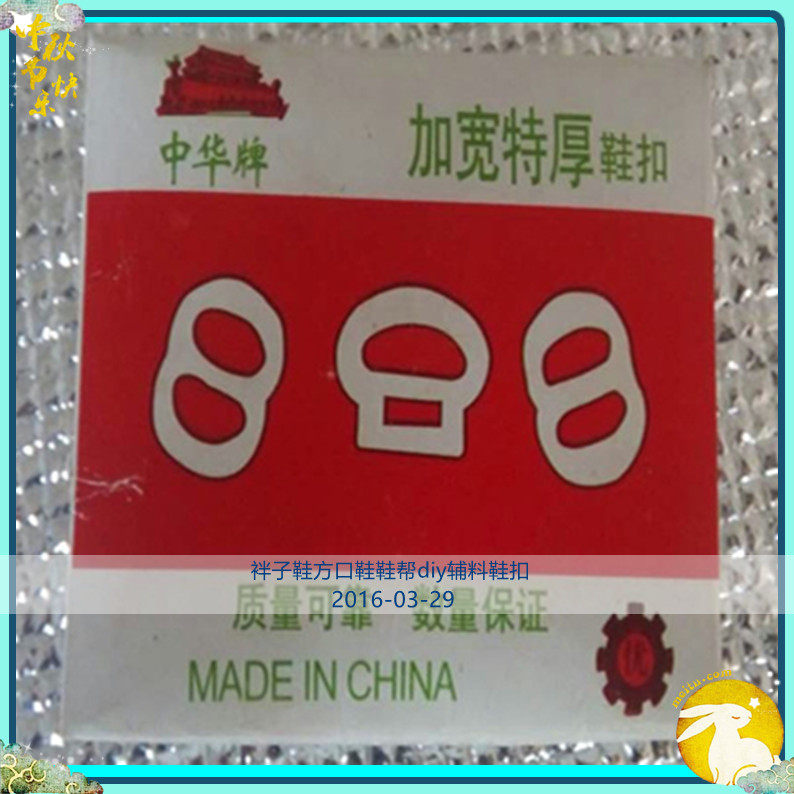 中秋
节快
乐
中华牌
加宽特厚鞋扣
袢子鞋方口鞋鞋帮diy辅料鞋扣
2016-03-29
质量可靠 数量保证
优
MADE IN CHINA
meitu.com